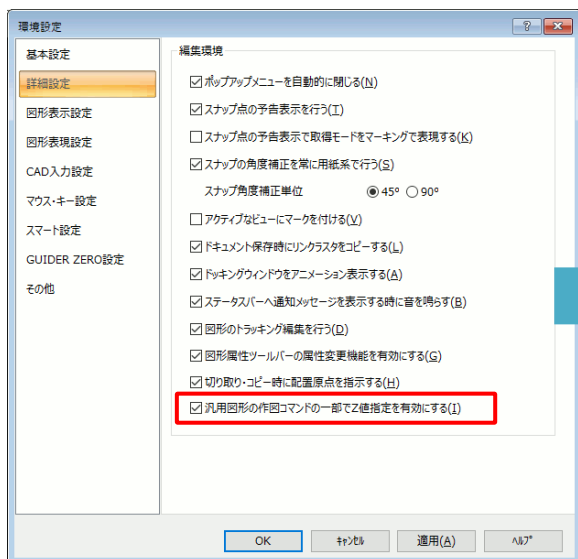 環境設定
基本設定
詳細設定
図形表示設定
図形表現設定
CAD入力設定
マウス・キー設定
スマート設定
GUIDER ZERO設定
その他
編集環境
ポップアップメニューを自動的に閉じる(N)
スナップ点の予告表示を行う(T)
スナップ点の予告表示で取得モードをマーキングで表現する(K)
スナップの角度補正を常に用紙系で行う(S)
スナップ角度補正単位 45° 90°
アクティブなビューにマークを付ける(V)
ドキュメント保存時にリンクラスタをコピーする(L)
ドッキングウィンドウをアニメーション表示する(A)
ステータスバーへ通知メッセージを表示する時に音を鳴らす(B)
図形のトラッキング編集を行う(D)
図形属性ツールバーの属性変更機能を有効にする(G)
切り取り・コピー時に配置原点を指示する(H)
汎用図形の作図コマンドの一部でZ値指定を有効にする(I)
OK キャンセル 適用(A) ヘルプ